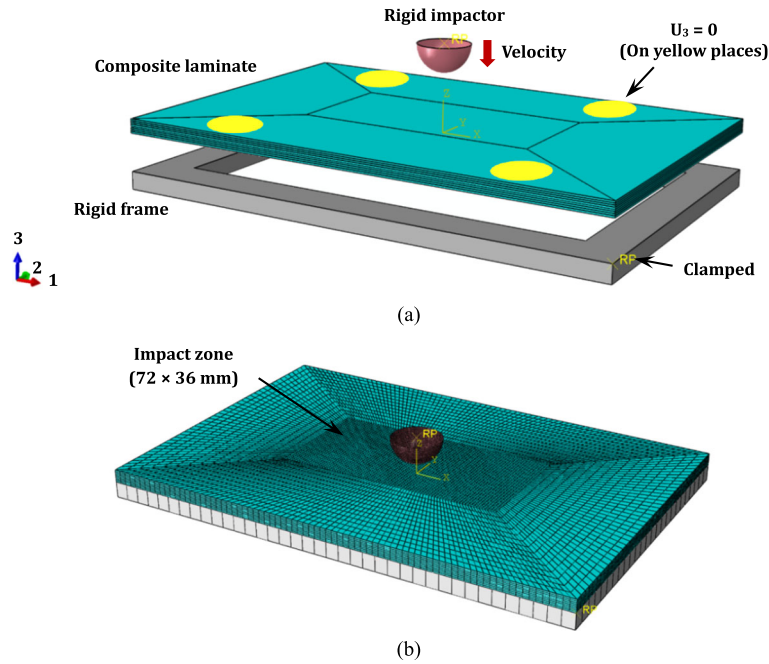 Rigid impactor
RP
Velocity
U3 = 0
(On yellow places)
Composite laminate
Z
Y
X
Rigid frame
3
2
1
RP
Clamped
(a)
Impact zone
(72 × 36 mm)
RP
Z
Y
X
RP
(b)